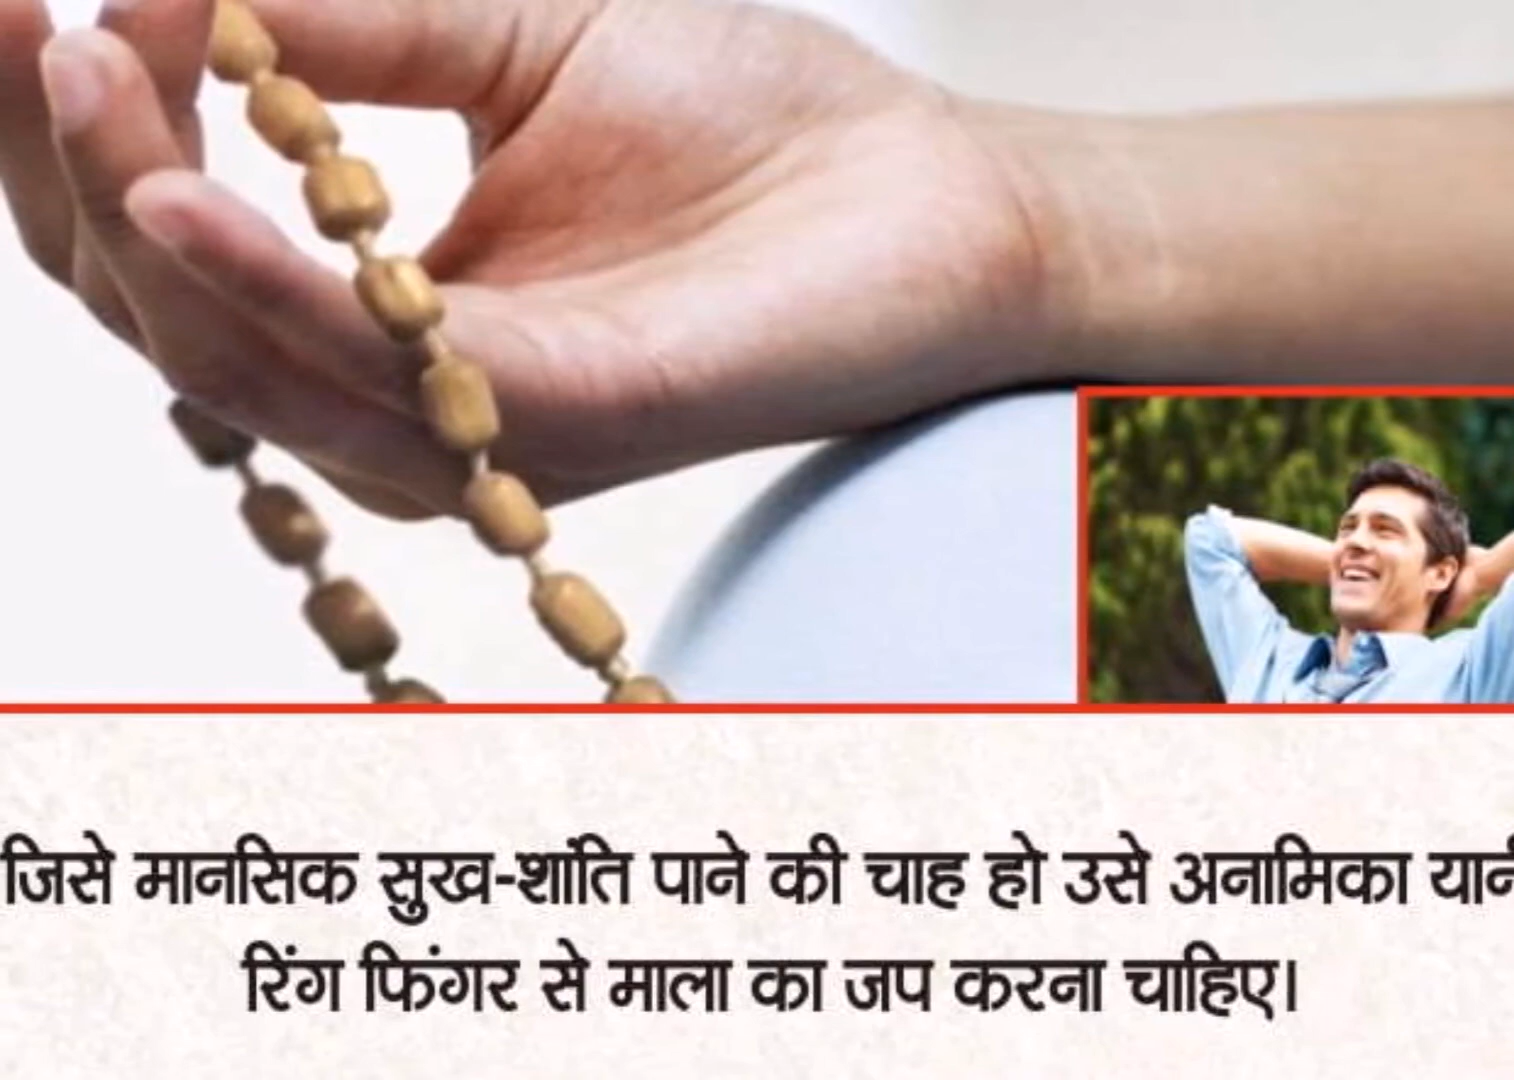 जिसे मानसिक सुख-शांति पाने की चाह हो उसे अनामिका यानी
रिंग फिंगर से माला का जप करना चाहिए।